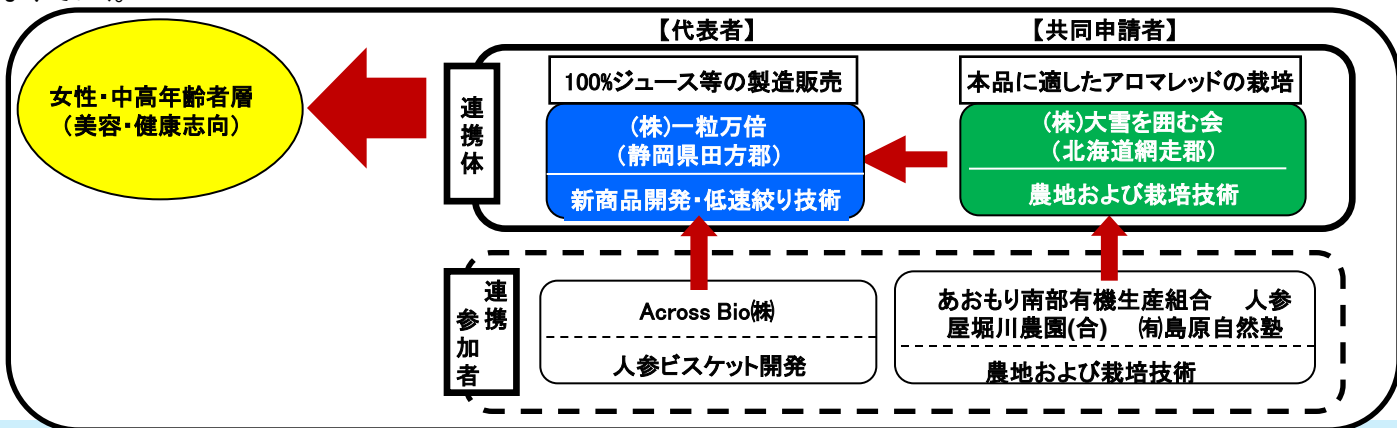 【代表者】
【共同申請者】
女性・中高年齢者層
（美容・健康志向）
連携体
100%ジュース等の製造販売
(株)一粒万倍
（静岡県田方郡）
新商品開発・低速絞り技術
本品に適したアロマレッドの栽培
(株)大雪を囲む会
（北海道網走郡）
農地および栽培技術
連携
参加者
Across Bio㈱
人参ビスケット開発
あおもり南部有機生産組合　人参
屋堀川農園(合)　㈲島原自然塾
農地および栽培技術